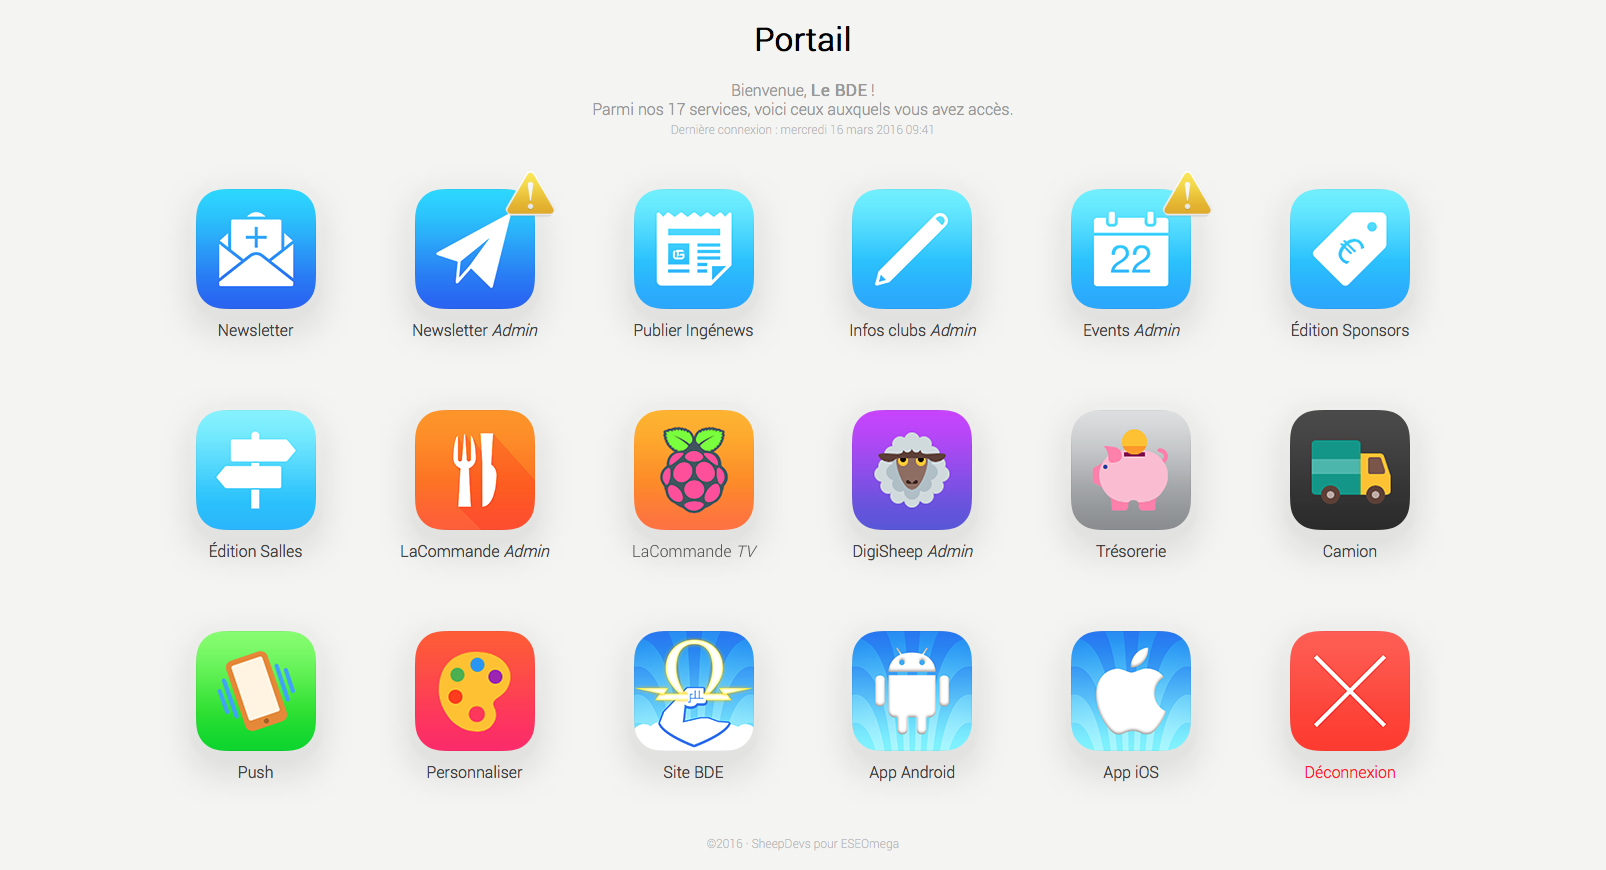 Portail
Bienvenue, Le BDE !
Parmi nos 17 services, voici ceux auxquels vous avez accès.
Dernière connexion : mercredi 16 mars 2016 09:41
22
€
Newsletter
Newsletter Admin
Publier Ingénews
Infos clubs Admin
Events Admin
Édition Sponsors
Édition Salles
LaCommande Admin
LaCommande TV
DigiSheep Admin
Trésorerie
Camion
Ω
Push
Personnaliser
Site BDE
App Android
App iOS
Déconnexion
©2016 · SheepDevs pour ESEOmega